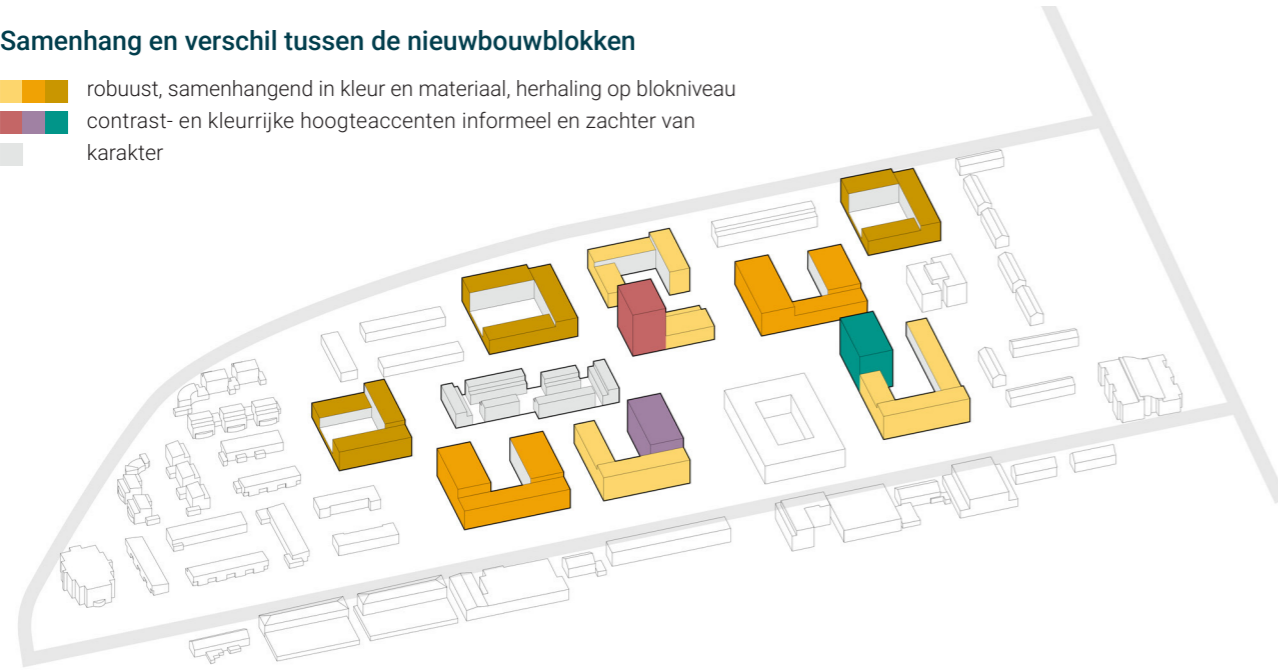 Samenhang en verschil tussen de nieuwbouwblokken
robuust, samenhangend in kleur en materiaal, herhaling op blokniveau
contrast- en kleurrijke hoogteaccenten informeel en zachter van
karakter